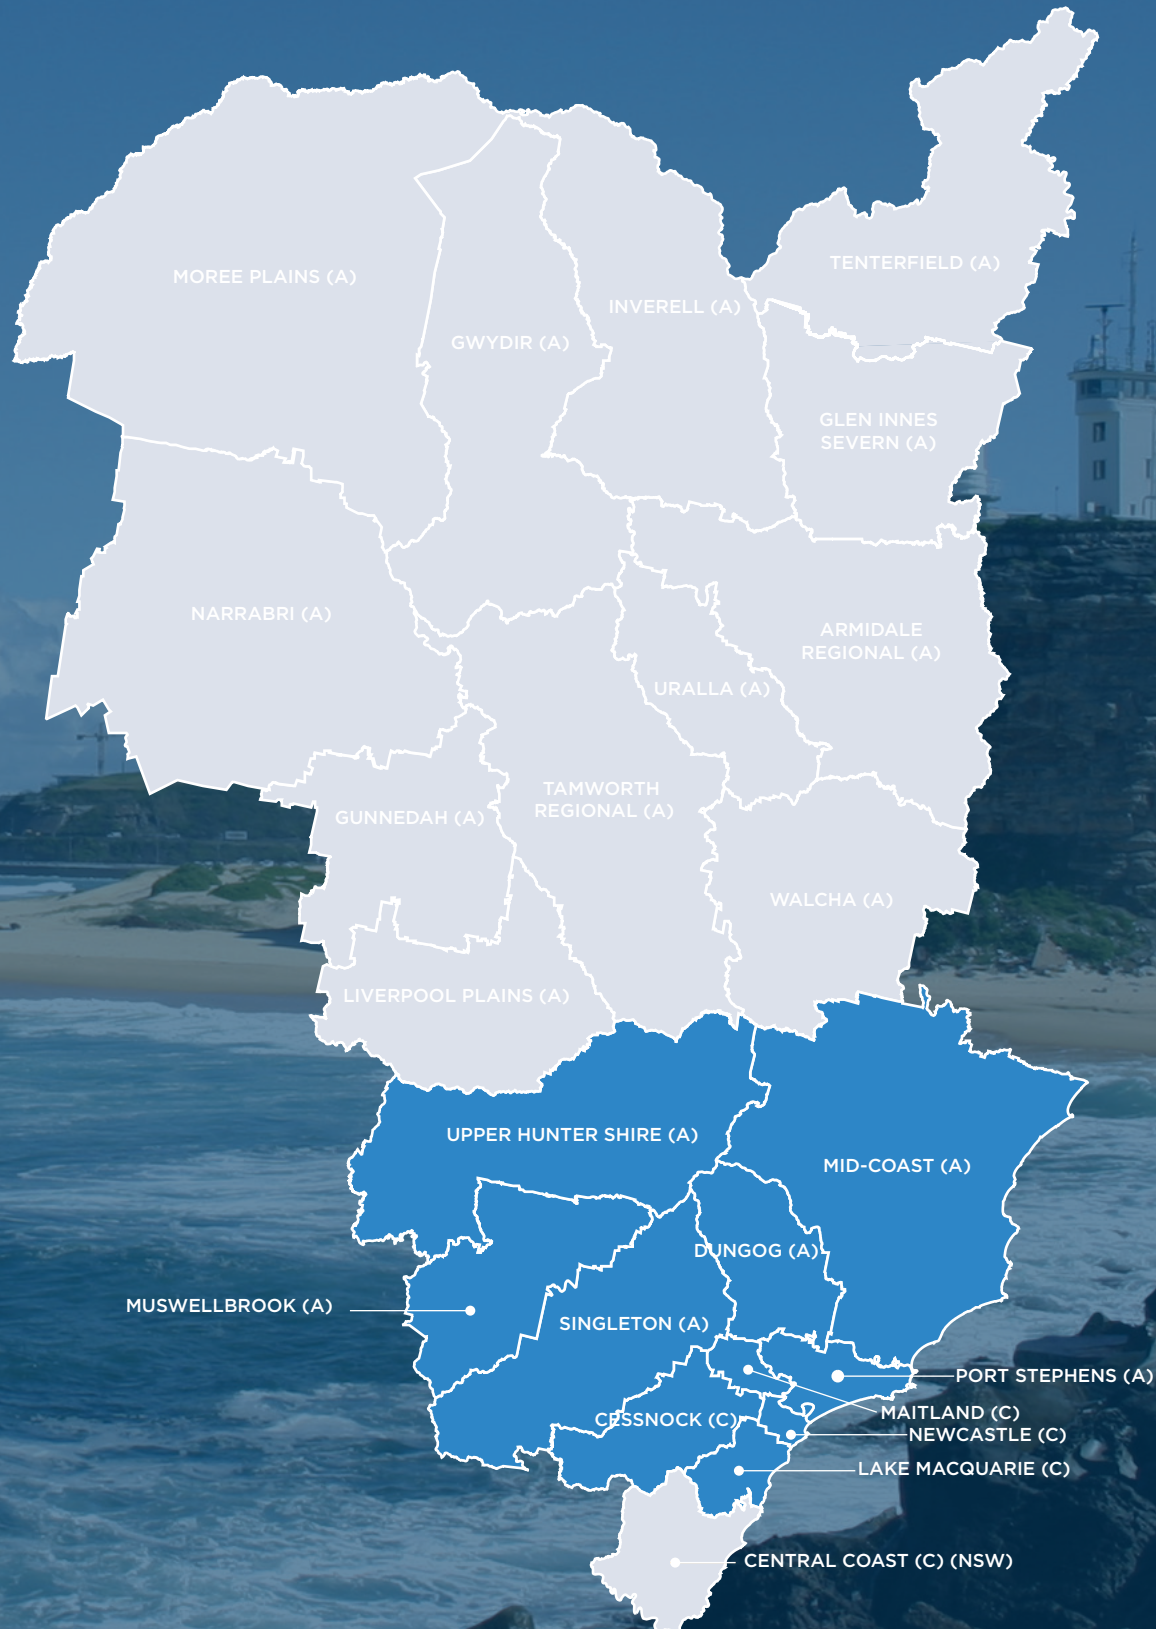 TENTERFIELD (A)
MOREE PLAINS (A)
INVERELL (A)
GWYDIR (A)
GLEN INNES
SEVERN (A)
NARRABRI (A)
ARMIDALE
REGIONAL (A)
URALLA (A)
TAMWORTH
REGIONAL (A)
GUNNEDAH (A)
WALCHA (A)
LIVERPOOL PLAINS (A)
UPPER HUNTER SHIRE (A)
MID-COAST (A)
DUNGOG (A)
MUSWELLBROOK (A)
SINGLETON (A)
PORT STEPHENS (A)
MAITLAND (C)
CESSNOCK (C)
NEWCASTLE (C)
LAKE MACQUARIE (C)
CENTRAL COAST (C) (NSW)